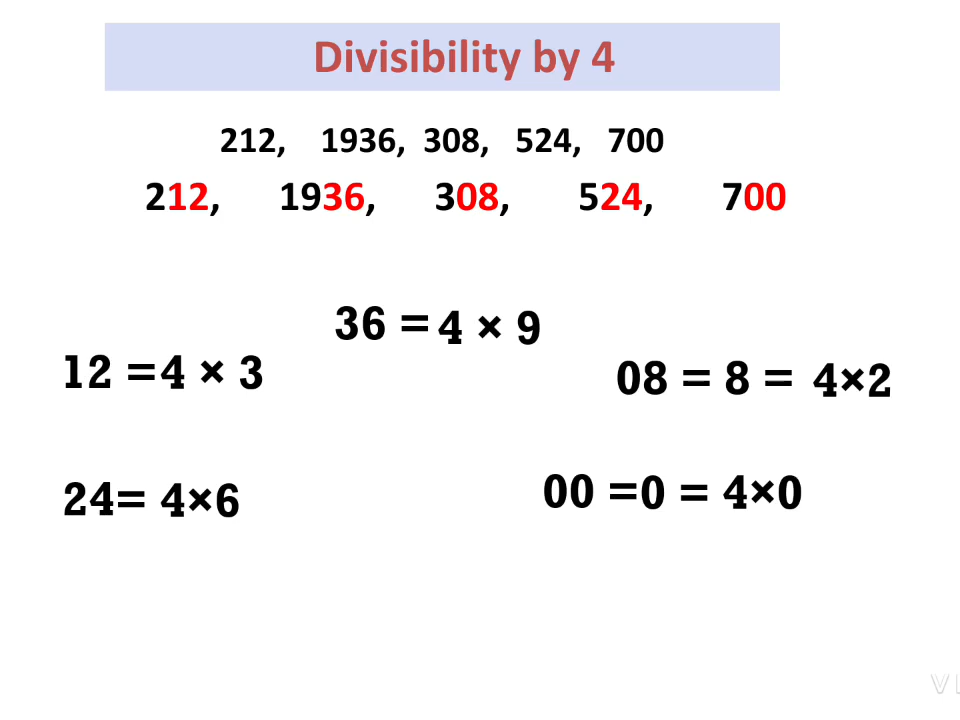 Divisibility by 4
212, 1936, 308, 524, 700
212, 1936, 308, 524, 700
36 = 4 × 9
12 = 4 × 3
08 = 8 = 4×2
24= 4×6
00 =0 = 4×0